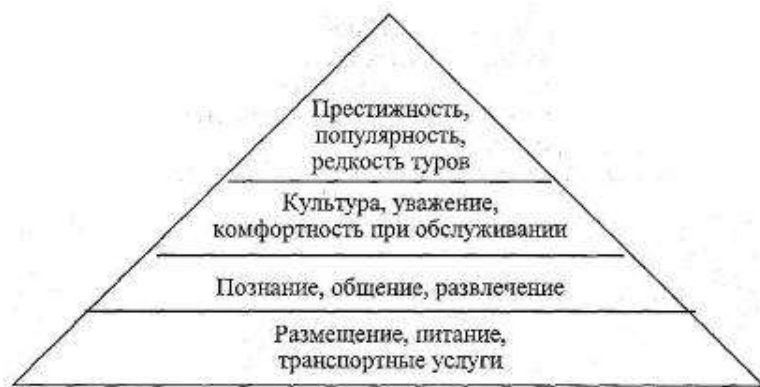 Престижность,
популярность,
редкость туров
Культура, уважение,
комфортность при обслуживании
Познание, общение, развлечение
Размещение, питание,
транспортные услуги